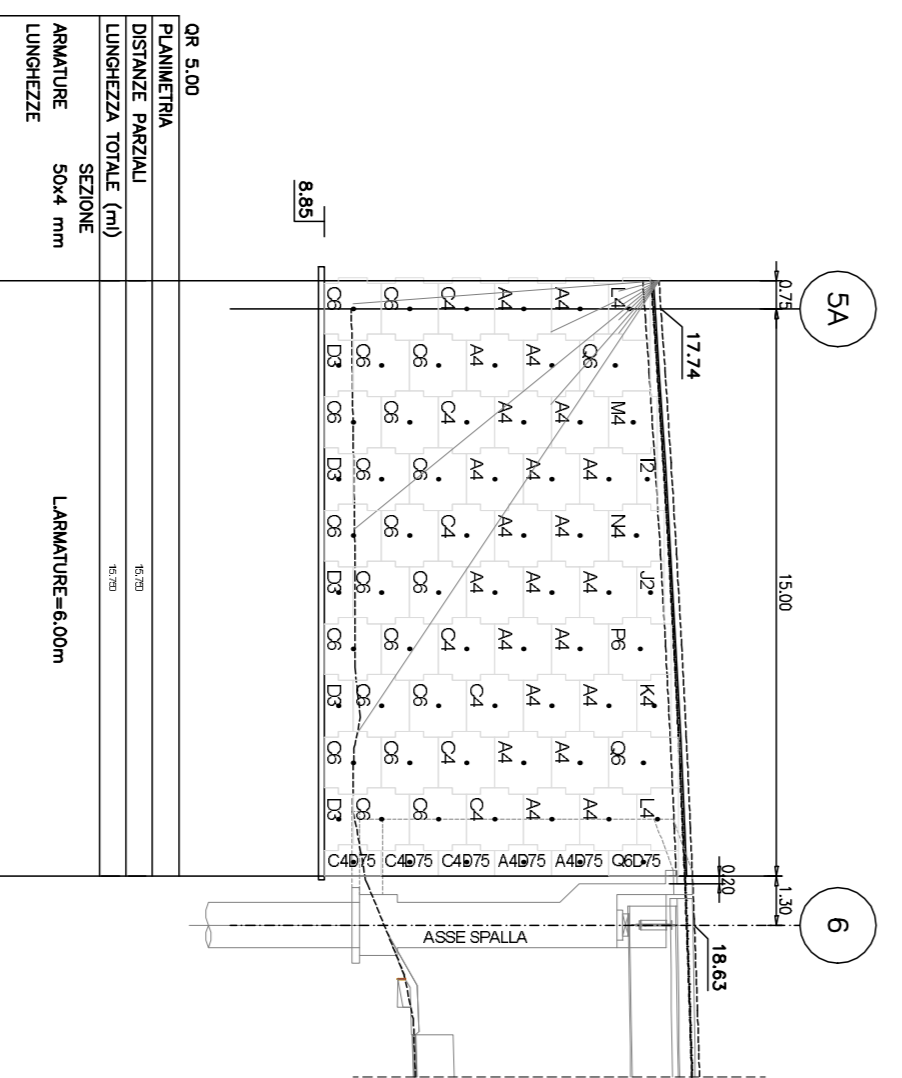 5A
6
0.75
15.00
1.30
0.20
17.74
18.63
I2 J2 K4 L4
L4 M4 N4 P6 Q6
Q6 A4 A4 A4 A4
A4 A4 A4 A4 A4
A4 A4 A4 A4 A4
A4 A4 A4 A4 A4
A4 A4 A4 C4 C4
C4 C4 C4 C4 C4
C6 C6 C6 C6 C6
C6 C6 C6 C6 C6
C6 C6 C6 C6 C6
C6 D3 C6 D3 C6 D3 C6 D3 C6 D3
C4D75 C4D75 C4D75 A4D75 A4D75 Q6D75
ASSE SPALLA
8.85
QR 5.00
PLANIMETRIA
DISTANZE PARZIALI 15.750
LUNGHEZZA TOTALE (ml) 15.750
SEZIONE
ARMATURE 50x4 mm L.ARMATURE=6.00m
LUNGHEZZE